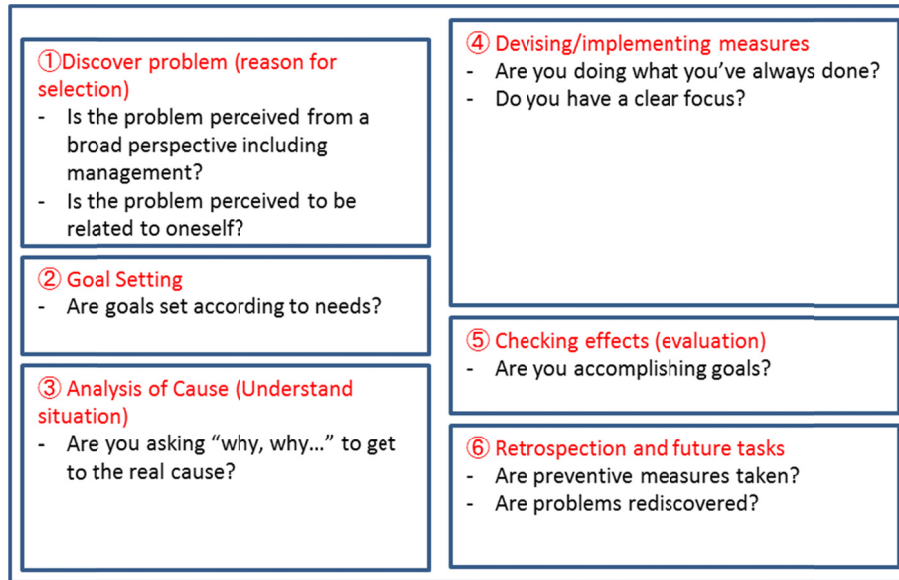 ①Discover problem (reason for
selection)
- Is the problem perceived from a
broad perspective including
management?
- Is the problem perceived to be
related to oneself?
② Goal Setting
- Are goals set according to needs?
③ Analysis of Cause (Understand
situation)
- Are you asking “why, why...” to get
to the real cause?
④ Devising/implementing measures
- Are you doing what you’ve always done?
- Do you have a clear focus?
⑤ Checking effects (evaluation)
- Are you accomplishing goals?
⑥ Retrospection and future tasks
- Are preventive measures taken?
- Are problems rediscovered?